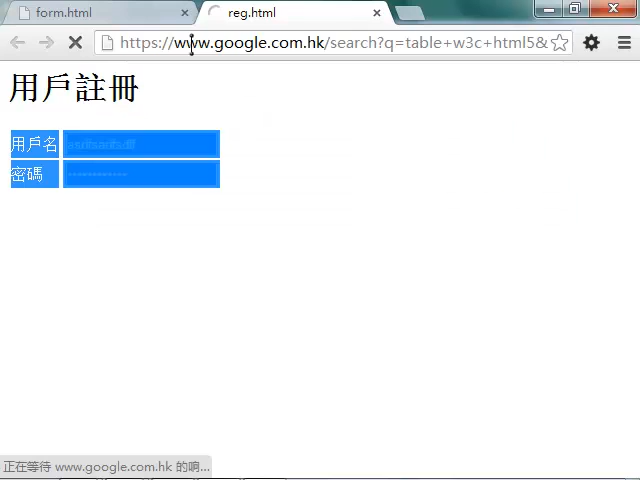 form.html
reg.html
https://www.google.com.hk/search?q=table+w3c+html5&
用戶註冊
用戶名
密碼
正在等待 www.google.com.hk 的响...